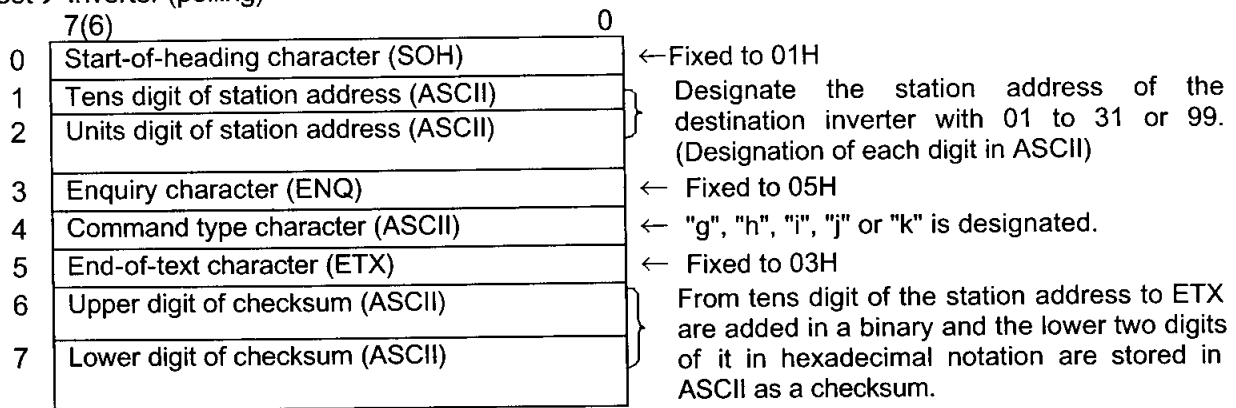 Inverter (polling)
7(6) 0
0 Start-of-heading character (SOH) ←Fixed to 01H
1 Tens digit of station address (ASCII) Designate the station address of the
2 Units digit of station address (ASCII) destination inverter with 01 to 31 or 99.
(Designation of each digit in ASCII)
3 Enquiry character (ENQ) ← Fixed to 05H
4 Command type character (ASCII) ← "g", "h", "i", "j" or "k" is designated.
5 End-of-text character (ETX) ← Fixed to 03H
6 Upper digit of checksum (ASCII) From tens digit of the station address to ETX
are added in a binary and the lower two digits
7 Lower digit of checksum (ASCII) of it in hexadecimal notation are stored in
ASCII as a checksum.